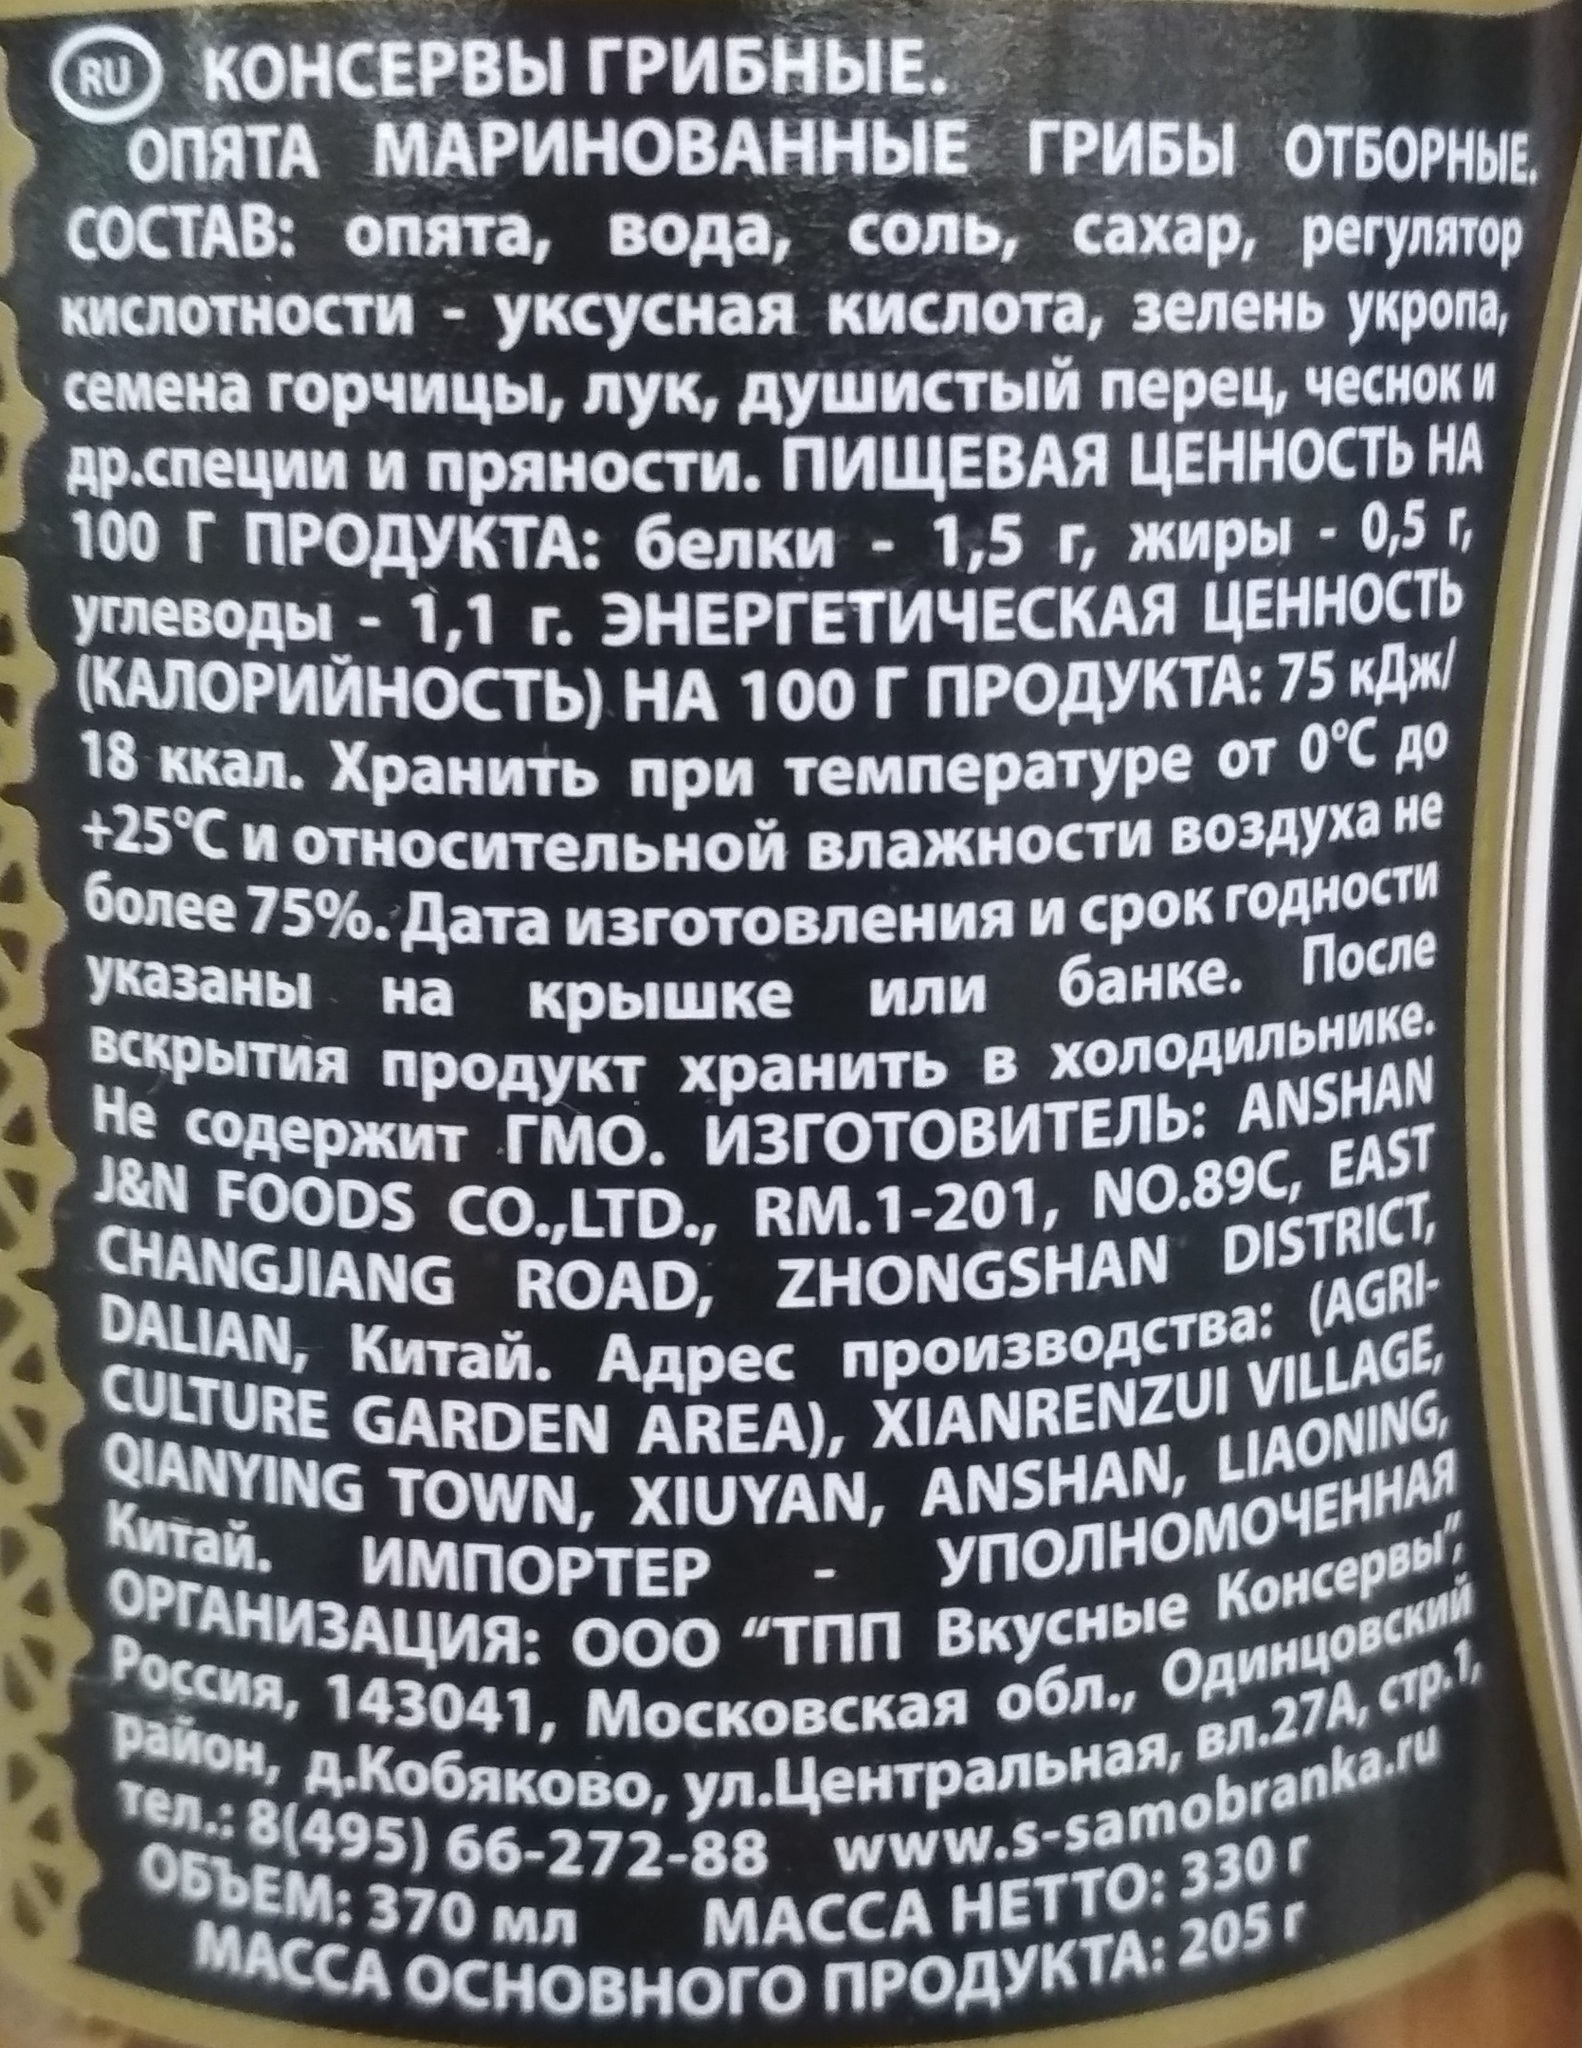 RU КОНСЕРВЫ ГРИБНЫЕ.
ОПЯТА МАРИНОВАННЫЕ ГРИБЫ ОТБОРНЫЕ.
СОСТАВ: опята, вода, соль, сахар, регулятор
кислотности - уксусная кислота, зелень укропа,
семена горчицы, лук, душистый перец, чеснок и
др.специи и пряности. ПИЩЕВАЯ ЦЕННОСТЬ НА
100 Г ПРОДУКТА: белки - 1,5 г, жиры - 0,5 г,
углеводы - 1,1 г. ЭНЕРГЕТИЧЕСКАЯ ЦЕННОСТЬ
(КАЛОРИЙНОСТЬ) НА 100 Г ПРОДУКТА: 75 кДж/
18 ккал. Хранить при температуре от 0°С до
+25°С и относительной влажности воздуха не
более 75%. Дата изготовления и срок годности
указаны на крышке или банке. После
вскрытия продукт хранить в холодильнике.
Не содержит ГМО. ИЗГОТОВИТЕЛЬ: ANSHAN
J&N FOODS CO.,LTD., RM.1-201, NO.89C, EAST
CHANGJIANG ROAD, ZHONGSHAN DISTRICT,
DALIAN, Китай. Адрес производства: (AGRI-
CULTURE GARDEN AREA), XIANRENZUI VILLAGE,
QIANYING TOWN, XIUYAN, ANSHAN, LIAONING,
Китай. ИМПОРТЕР - УПОЛНОМОЧЕННАЯ
ОРГАНИЗАЦИЯ: ООО “ТПП Вкусные Консервы”,
Россия, 143041, Московская обл., Одинцовский
район, д.Кобяково, ул.Центральная, вл.27А, стр.1,
тел.: 8(495) 66-272-88 www.s-samobranka.ru
ОБЪЕМ: 370 мл МАССА НЕТТО: 330 г
МАССА ОСНОВНОГО ПРОДУКТА: 205 г